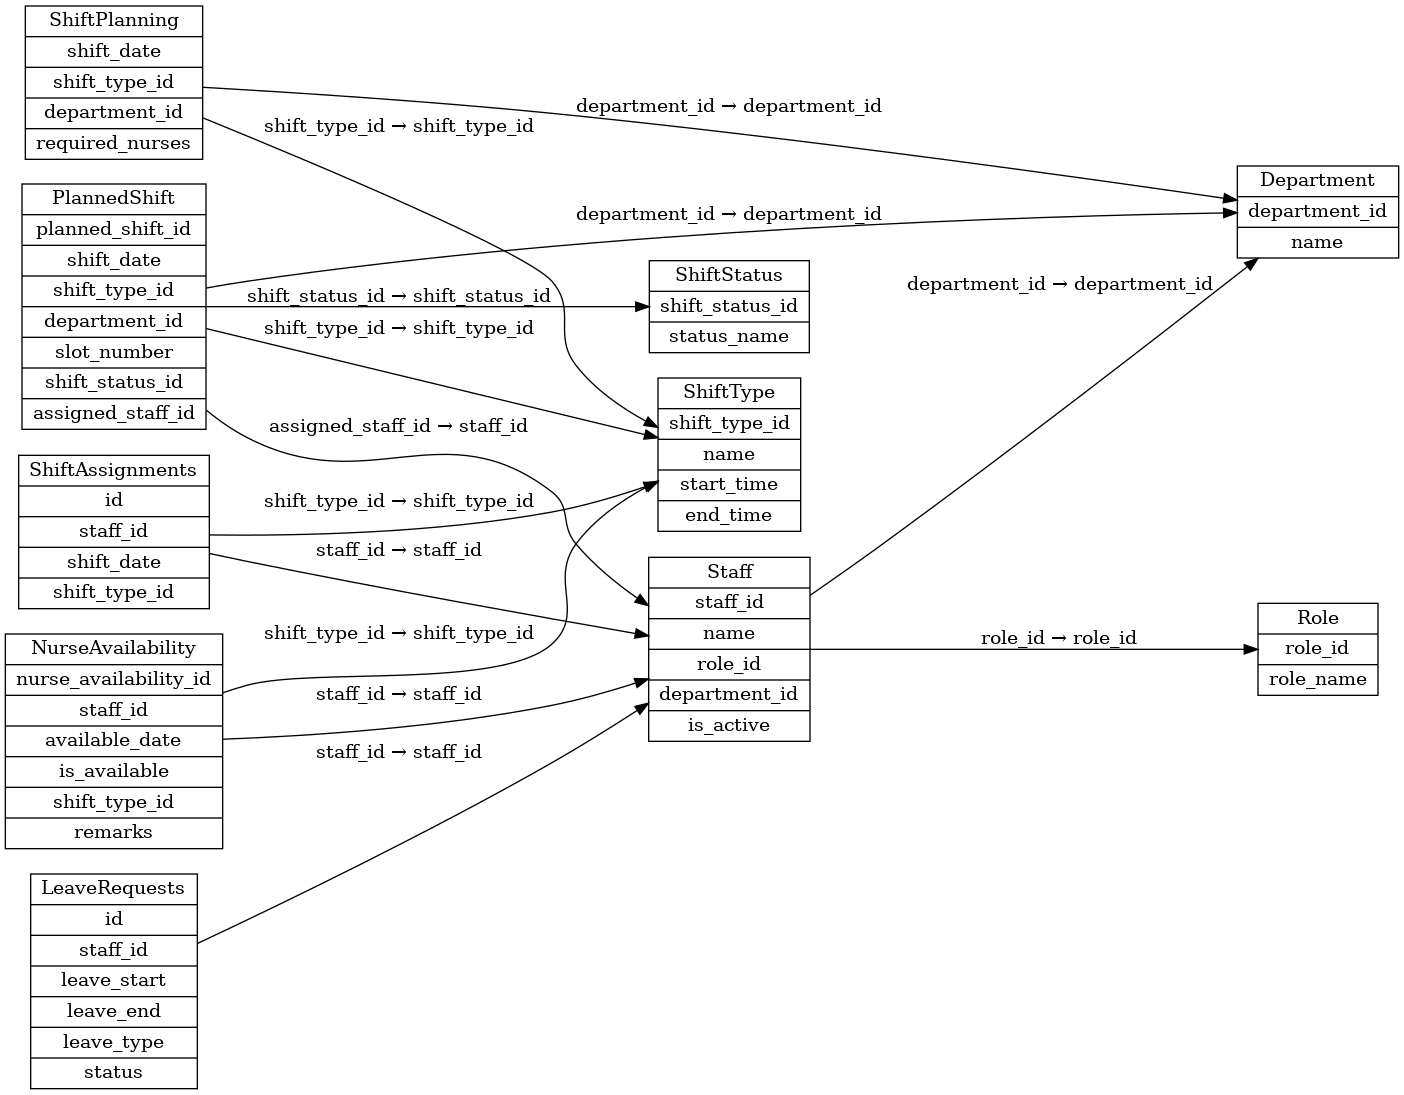 ShiftPlanning
shift_date
shift_type_id
department_id
required_nurses
PlannedShift
planned_shift_id
shift_date
shift_type_id
department_id
slot_number
shift_status_id
assigned_staff_id
ShiftAssignments
id
staff_id
shift_date
shift_type_id
NurseAvailability
nurse_availability_id
staff_id
available_date
is_available
shift_type_id
remarks
LeaveRequests
id
staff_id
leave_start
leave_end
leave_type
status
department_id → department_id
shift_type_id → shift_type_id
department_id → department_id
shift_status_id → shift_status_id
shift_type_id → shift_type_id
assigned_staff_id → staff_id
shift_type_id → shift_type_id
staff_id → staff_id
shift_type_id → shift_type_id
staff_id → staff_id
staff_id → staff_id
ShiftStatus
shift_status_id
status_name
ShiftType
shift_type_id
name
start_time
end_time
Staff
staff_id
name
role_id
department_id
is_active
department_id → department_id
role_id → role_id
Department
department_id
name
Role
role_id
role_name